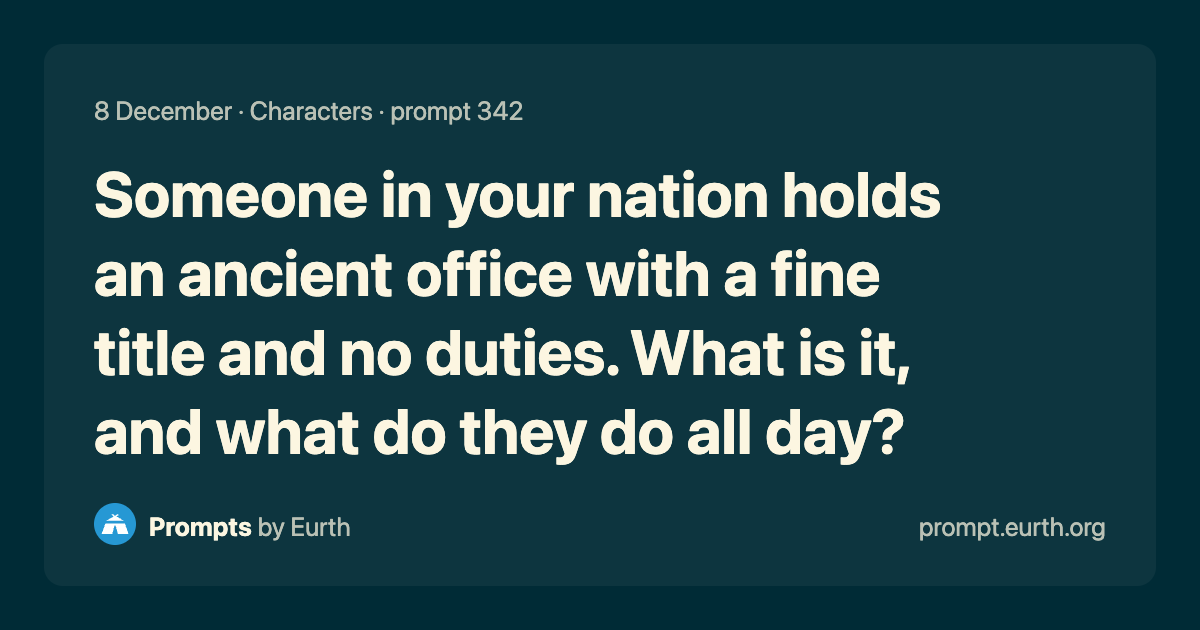 8 December · Characters · prompt 342
Someone in your nation holds
an ancient office with a fine
title and no duties. What is it,
and what do they do all day?
Prompts by Eurth
prompt.eurth.org